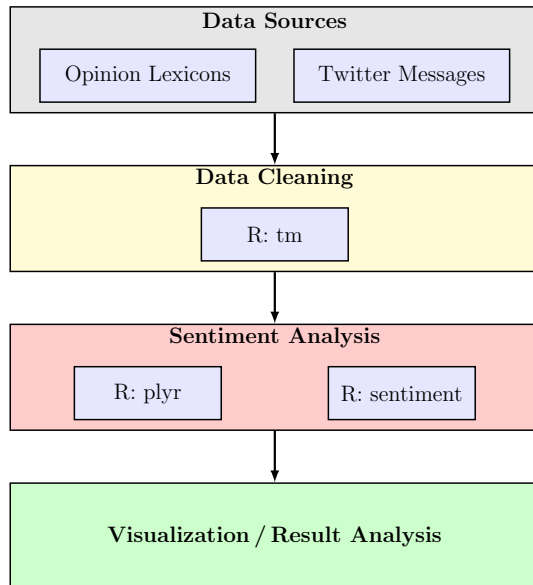 Data Sources
Opinion Lexicons
Twitter Messages
Data Cleaning
R: tm
Sentiment Analysis
R: plyr
R: sentiment
Visualization / Result Analysis